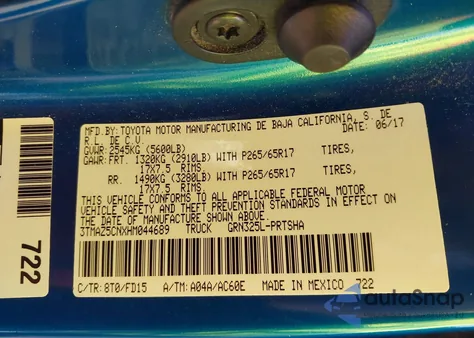 MFD.BY:TOYOTA MOTOR MANUFACTURING DE BAJA CALIFORNIA, S. DE
R.L. DE C.V. DATE: 06/17
GVWR: 2545KG (5600LB)
GAWR:FRT. 1320KG (2910LB) WITH P265/65R17 TIRES,
17X7.5 RIMS
RR. 1490KG (3280LB) WITH P265/65R17 TIRES,
17X7.5 RIMS
THIS VEHICLE CONFORMS TO ALL APPLICABLE FEDERAL MOTOR
VEHICLE SAFETY AND THEFT PREVENTION STANDARDS IN EFFECT ON
THE DATE OF MANUFACTURE SHOWN ABOVE.
3TMAZ5CNXHM044689 TRUCK GRN325L-PRTSHA
C/TR: 8T0/FD15 A/TM: A04A/AC60E MADE IN MEXICO 722
722
autoSnap